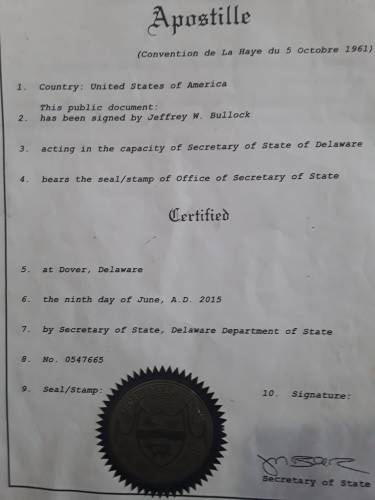 Apostille
(Convention de La Haye du 5 Octobre 1961)
1. Country: United States of America
This public document:
2. has been signed by Jeffrey W. Bullock
3. acting in the capacity of Secretary of State of Delaware
4. bears the seal/stamp of Office of Secretary of State
Certified
5. at Dover, Delaware
6. the ninth day of June, A.D. 2015
7. by Secretary of State, Delaware Department of State
8. No. 0547665
9. Seal/Stamp:
10. Signature:
Secretary of State